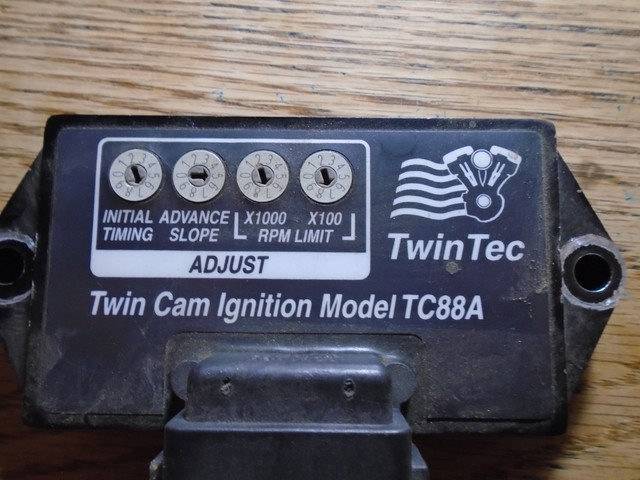 INITIAL TIMING
ADVANCE SLOPE
X1000 X100
RPM LIMIT
ADJUST
TwinTec
Twin Cam Ignition Model TC88A